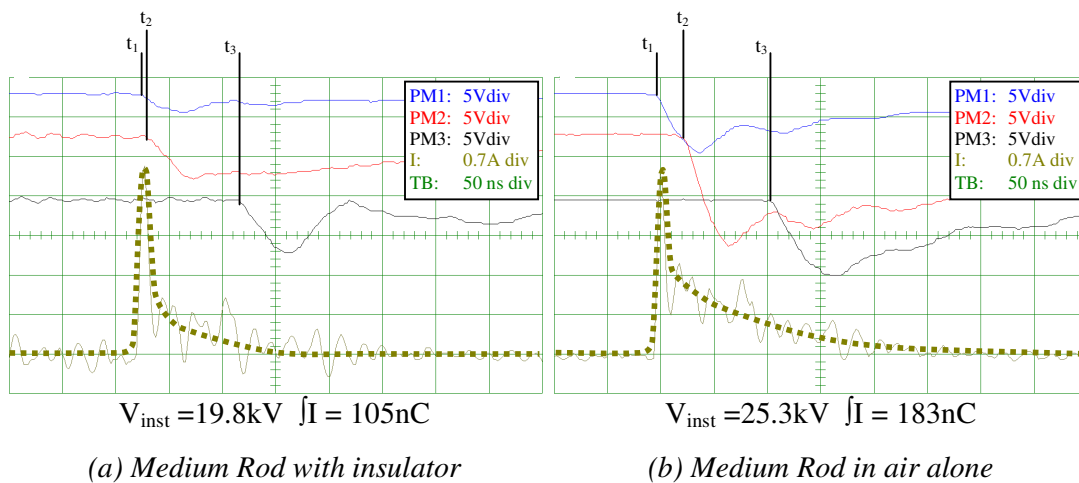 t2
t1
t3
PM1: 5Vdiv
PM2: 5Vdiv
PM3: 5Vdiv
I: 0.7A div
TB: 50 ns div
Vinst =19.8kV ∫I = 105nC
(a) Medium Rod with insulator
t1
t2
t3
PM1: 5Vdiv
PM2: 5Vdiv
PM3: 5Vdiv
I: 0.7A div
TB: 50 ns div
Vinst =25.3kV ∫I = 183nC
(b) Medium Rod in air alone